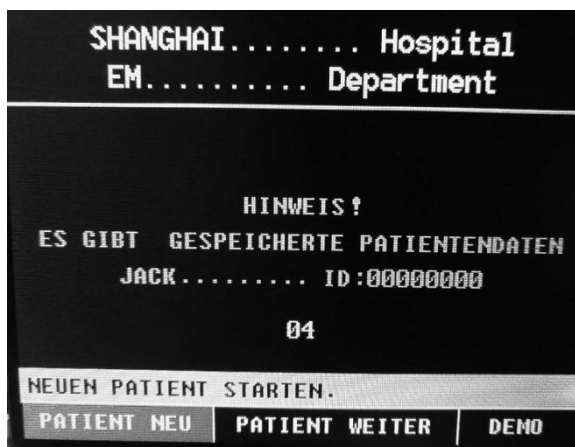 SHANGHAI........ Hospital
EM.......... Department
HINWEIS!
ES GIBT GESPEICHERTE PATIENTENDATEN
JACK......... ID:00000000
04
NEUEN PATIENT STARTEN.
PATIENT NEU PATIENT WEITER DEMO